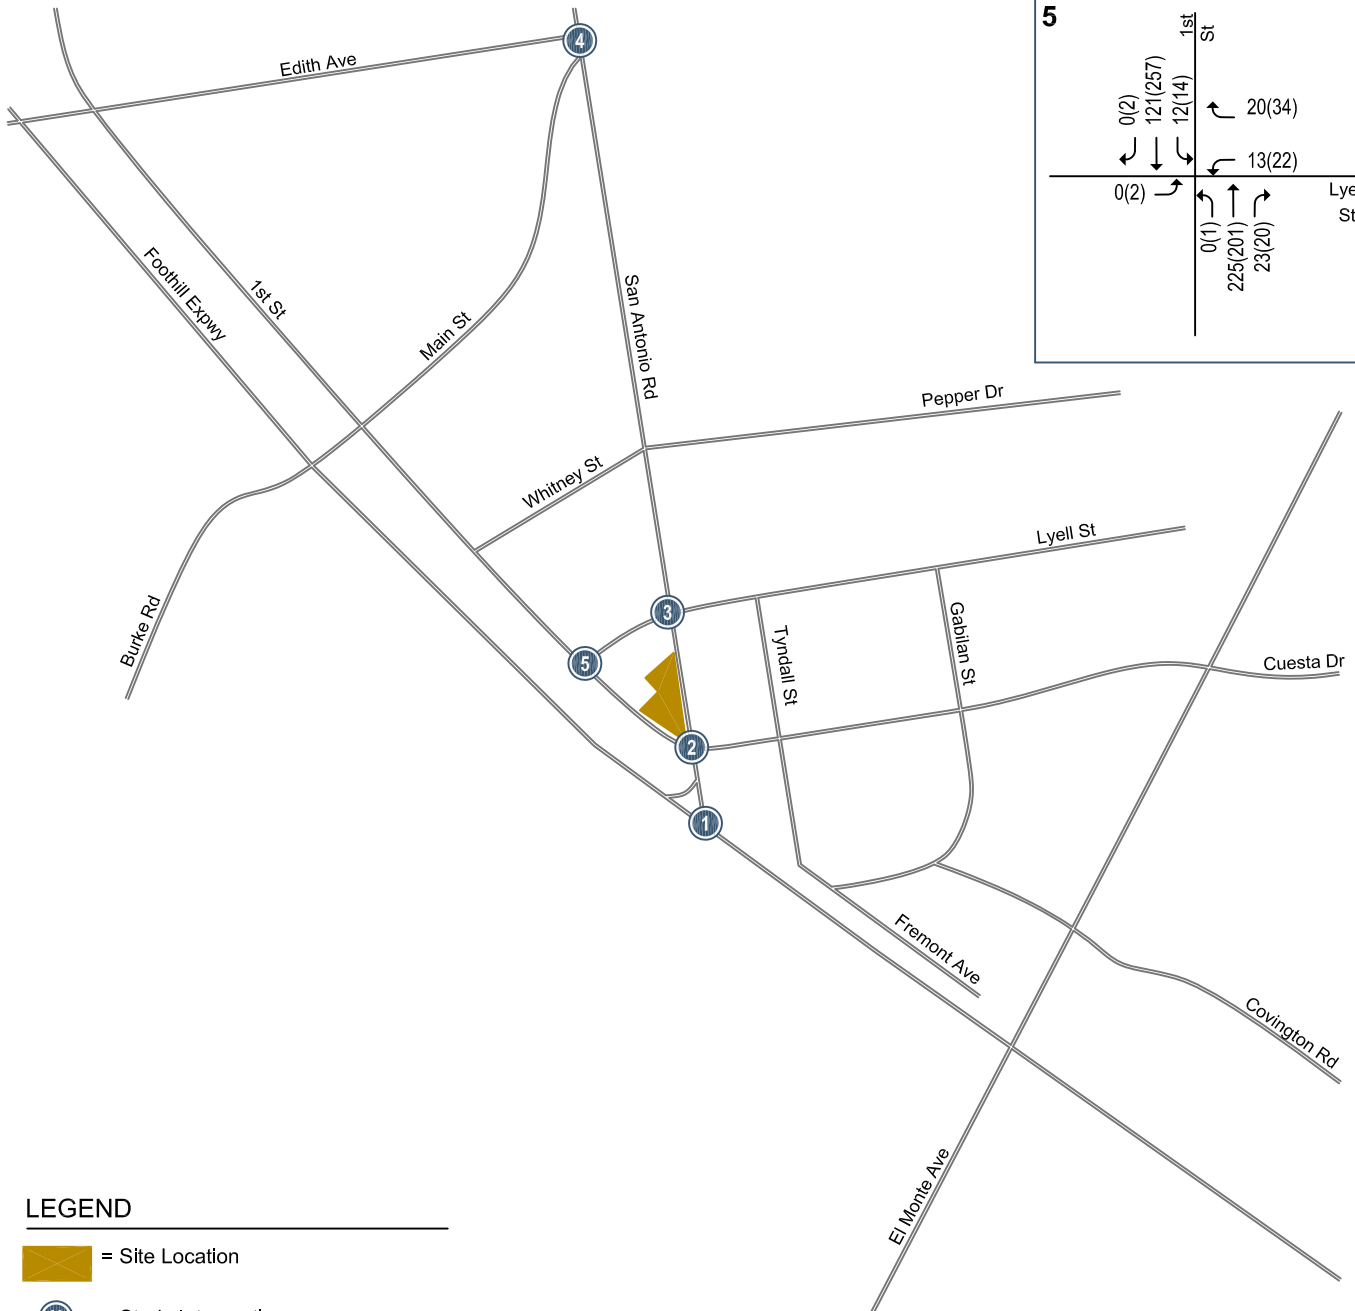 5
1st
St
0(2)
121(257)
12(14)
20(34)
13(22)
0(2)
0(1)
225(201)
23(20)
4
Edith Ave
Foothill Expwy
1st St
Main St
San Antonio Rd
Pepper Dr
Whitney St
Lyell St
Burke Rd
3
5
Tyndall St
Gabilan St
Cuesta Dr
2
1
Fremont Ave
Covington Rd
El Monte Ave
LEGEND
= Site Location